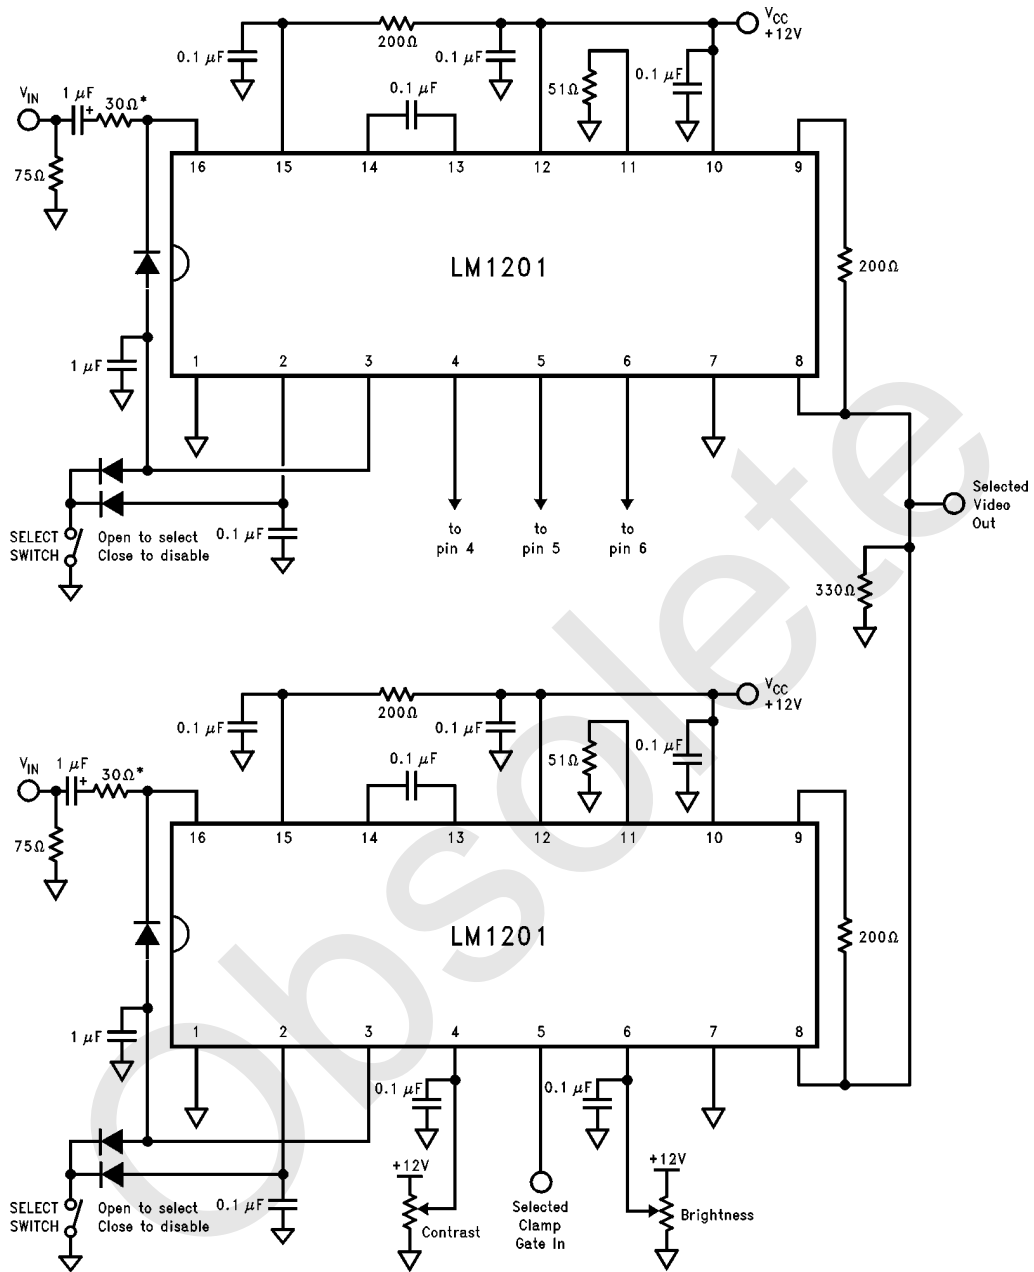 V_CC
+12V
0.1 μF
200Ω
0.1 μF
51Ω
0.1 μF
0.1 μF
V_IN
1 μF
+
30Ω*
75Ω
16
15
14
13
12
11
10
9
LM1201
200Ω
1 μF
1
2
3
4
5
6
7
8
SELECT
SWITCH
Open to select
Close to disable
0.1 μF
to
pin 4
to
pin 5
to
pin 6
Selected
Video
Out
330Ω
V_CC
+12V
0.1 μF
200Ω
0.1 μF
51Ω
0.1 μF
0.1 μF
V_IN
1 μF
+
30Ω*
75Ω
16
15
14
13
12
11
10
9
LM1201
200Ω
1 μF
1
2
3
4
5
6
7
8
0.1 μF
0.1 μF
SELECT
SWITCH
Open to select
Close to disable
0.1 μF
+12V
Contrast
Selected
Clamp
Gate In
+12V
Brightness
Obsolete